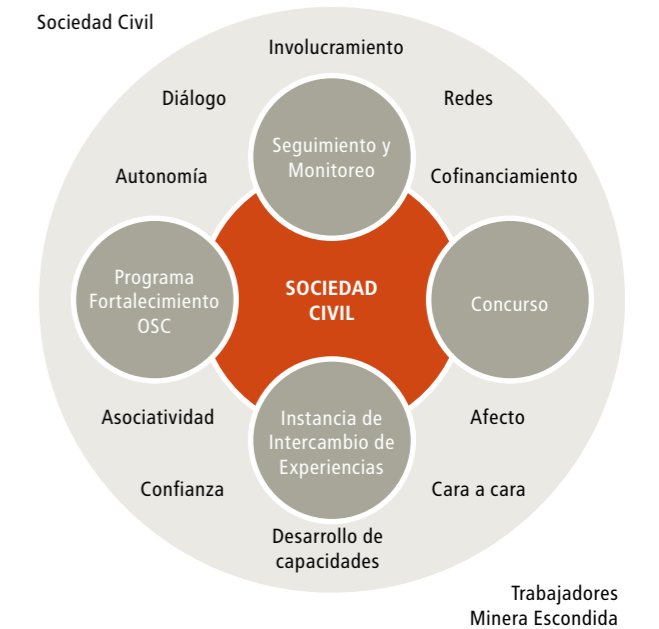 Sociedad Civil
Involucramiento
Diálogo
Redes
Seguimiento y
Monitoreo
Autonomía
Cofinanciamiento
Programa
Fortalecimiento
OSC
SOCIEDAD
CIVIL
Concurso
Asociatividad
Instancia de
Intercambio de
Experiencias
Afecto
Confianza
Cara a cara
Desarrollo de
capacidades
Trabajadores
Minera Escondida